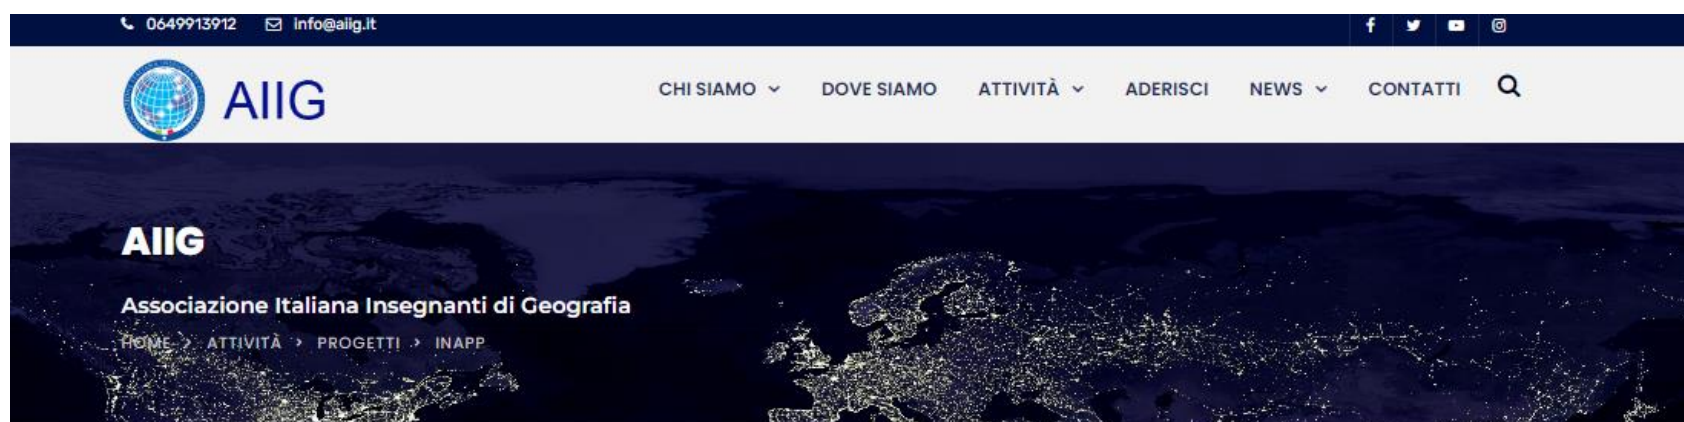 0649913912 info@aiig.it
AIIG
CHI SIAMO DOVE SIAMO ATTIVITÀ ADERISCI NEWS CONTATTI
AIIG
Associazione Italiana Insegnanti di Geografia
HOME > ATTIVITÀ > PROGETTI > INAPP